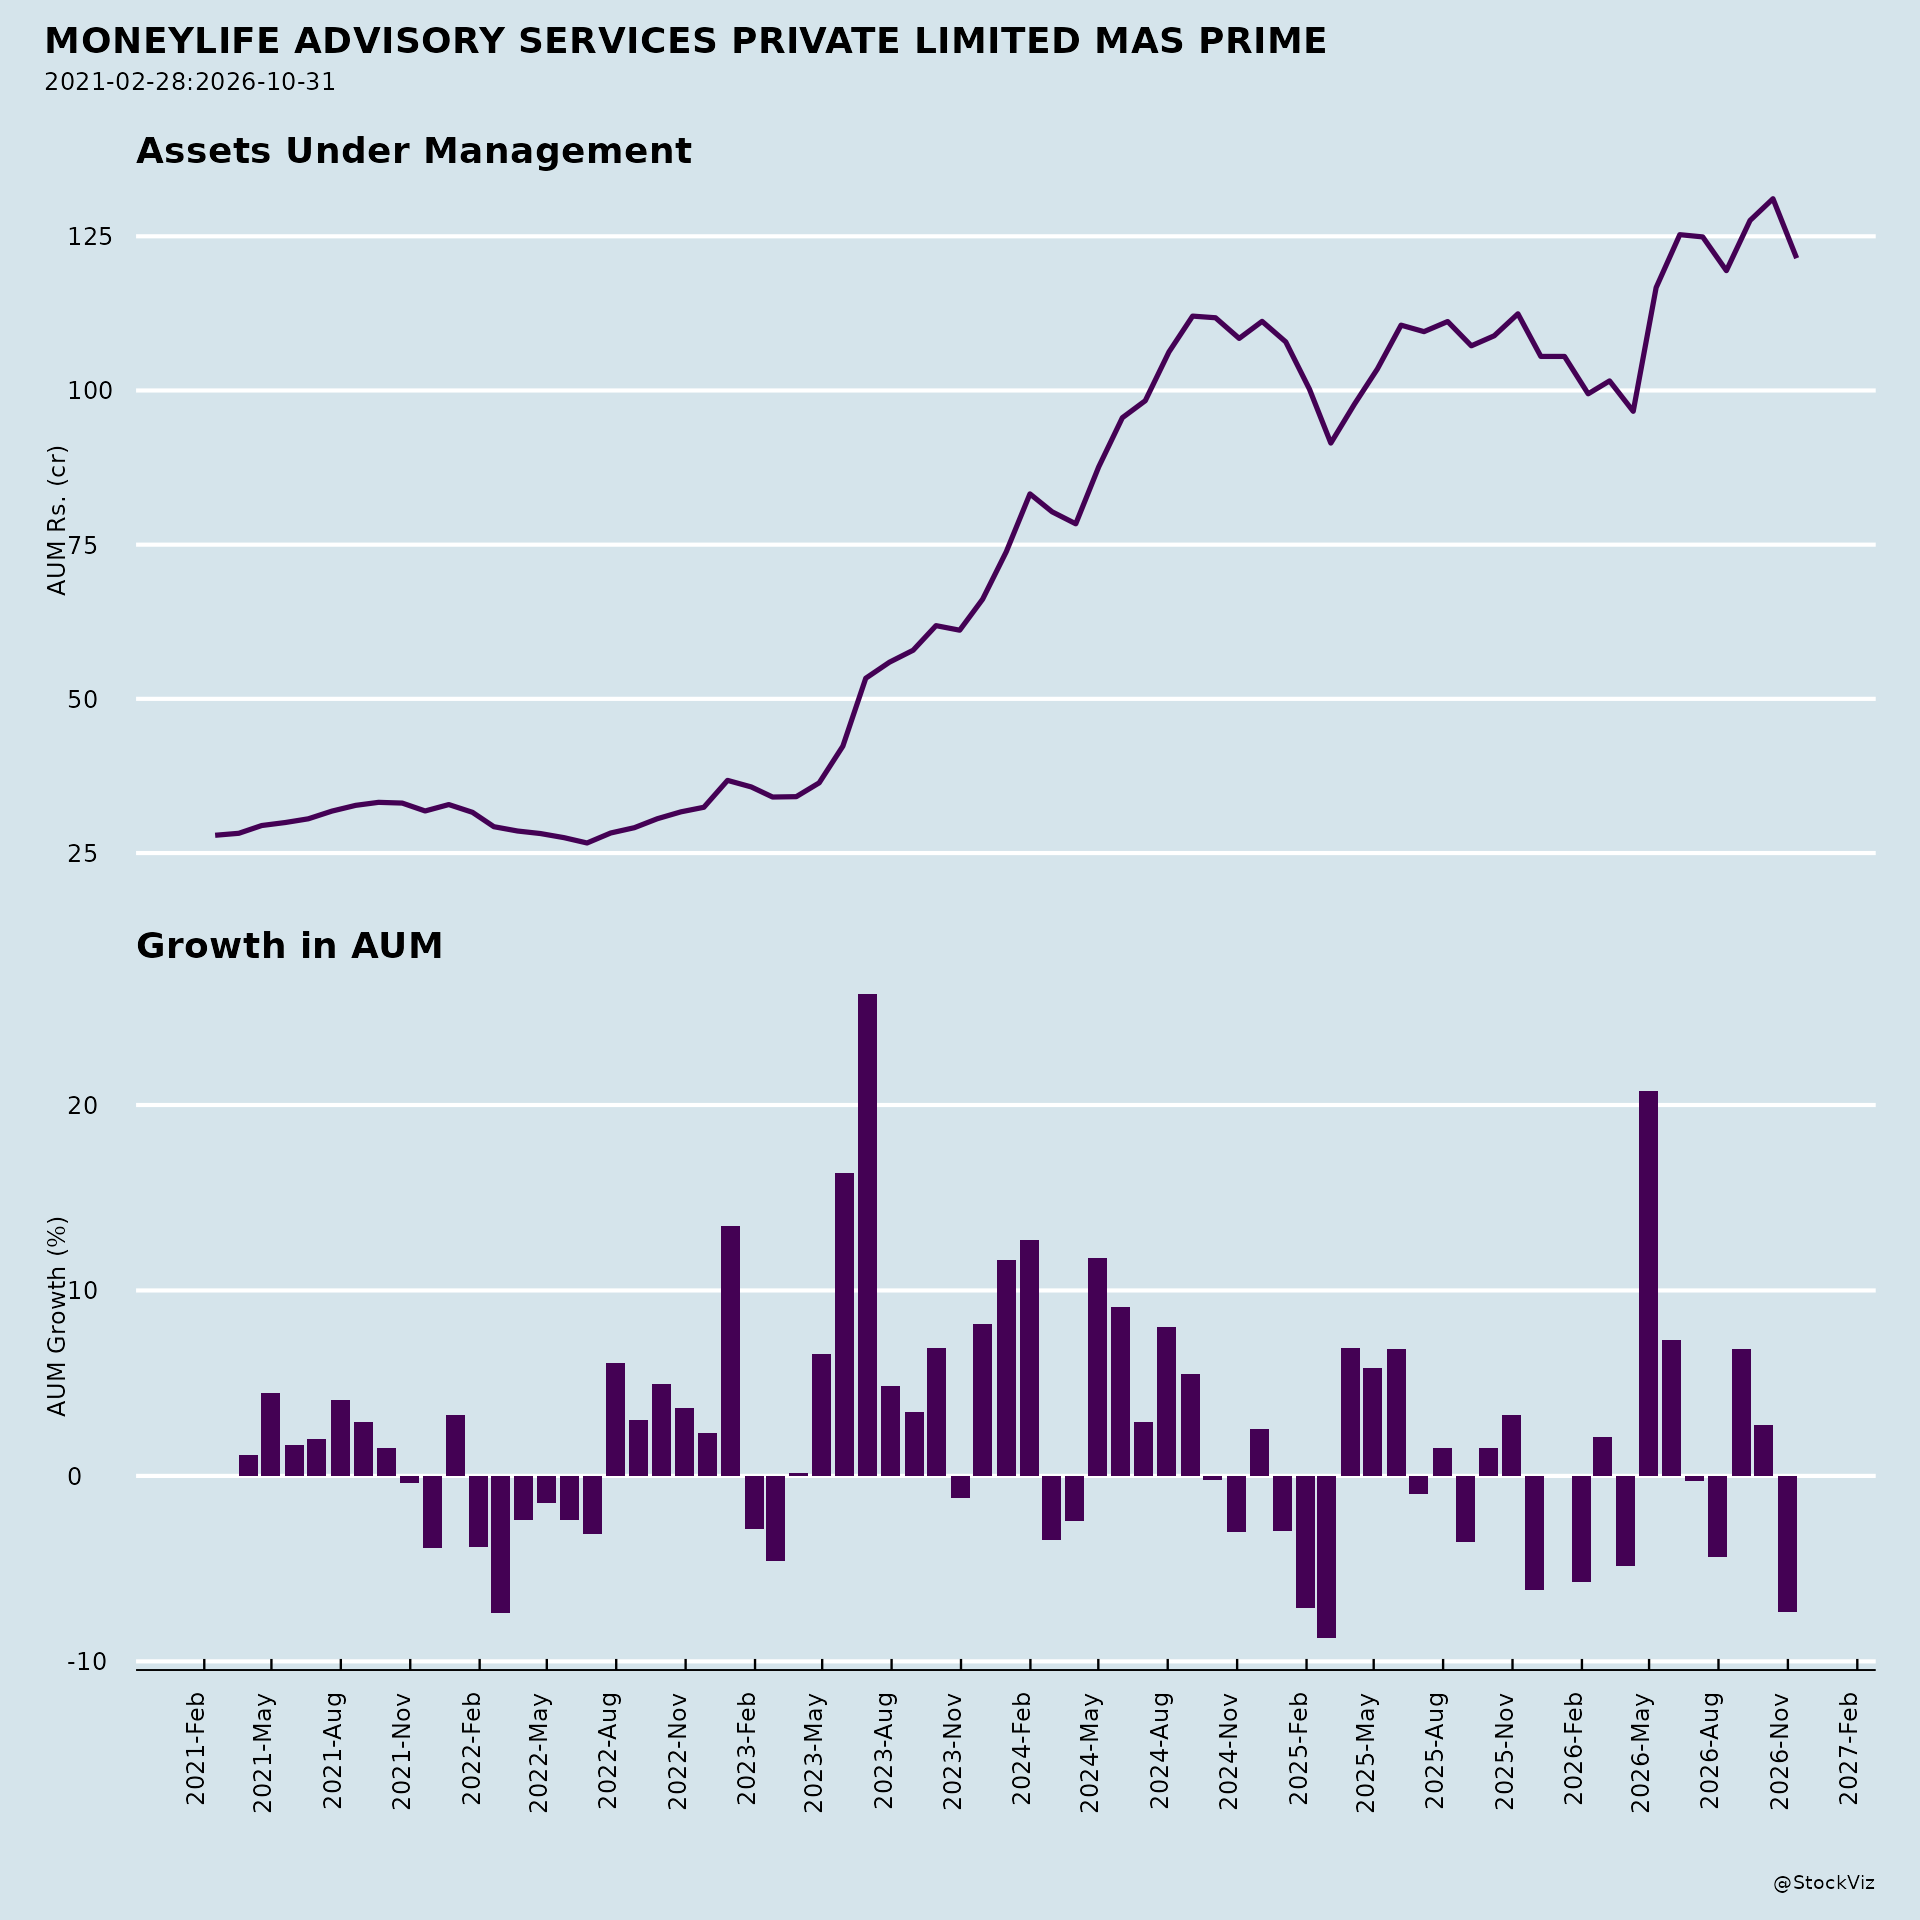 MONEYLIFE ADVISORY SERVICES PRIVATE LIMITED MAS PRIME
2021-02-28:2026-10-31
Assets Under Management
AUM Rs. (cr)
125
100
75
50
25
Growth in AUM
AUM Growth (%)
20
10
0
-10
2021-Feb
2021-May
2021-Aug
2021-Nov
2022-Feb
2022-May
2022-Aug
2022-Nov
2023-Feb
2023-May
2023-Aug
2023-Nov
2024-Feb
2024-May
2024-Aug
2024-Nov
2025-Feb
2025-May
2025-Aug
2025-Nov
2026-Feb
2026-May
2026-Aug
2026-Nov
2027-Feb
@StockViz